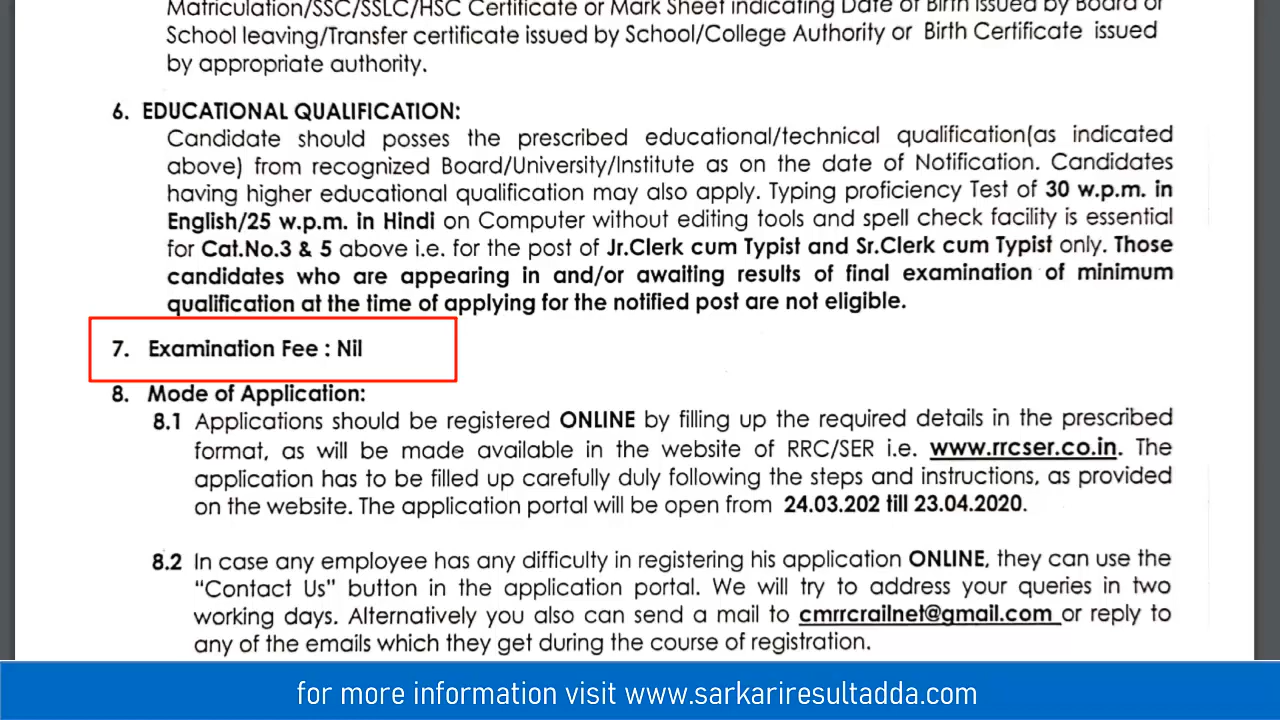 Matriculation/SSC/SSLC/HSC Certificate or Mark Sheet indicating Date of Birth issued by Board or
School leaving/Transfer certificate issued by School/College Authority or Birth Certificate issued
by appropriate authority.
6. EDUCATIONAL QUALIFICATION:
Candidate should posses the prescribed educational/technical qualification(as indicated
above) from recognized Board/University/Institute as on the date of Notification. Candidates
having higher educational qualification may also apply. Typing proficiency Test of 30 w.p.m. in
English/25 w.p.m. in Hindi on Computer without editing tools and spell check facility is essential
for Cat.No.3 & 5 above i.e. for the post of Jr.Clerk cum Typist and Sr.Clerk cum Typist only. Those
candidates who are appearing in and/or awaiting results of final examination of minimum
qualification at the time of applying for the notified post are not eligible.
7. Examination Fee : Nil
8. Mode of Application:
8.1 Applications should be registered ONLINE by filling up the required details in the prescribed
format, as will be made available in the website of RRC/SER i.e. www.rrcser.co.in. The
application has to be filled up carefully duly following the steps and instructions, as provided
on the website. The application portal will be open from 24.03.202 till 23.04.2020.
8.2 In case any employee has any difficulty in registering his application ONLINE, they can use the
“Contact Us” button in the application portal. We will try to address your queries in two
working days. Alternatively you also can send a mail to cmrrcrailnet@gmail.com or reply to
any of the emails which they get during the course of registration.
for more information visit www.sarkariresultadda.com